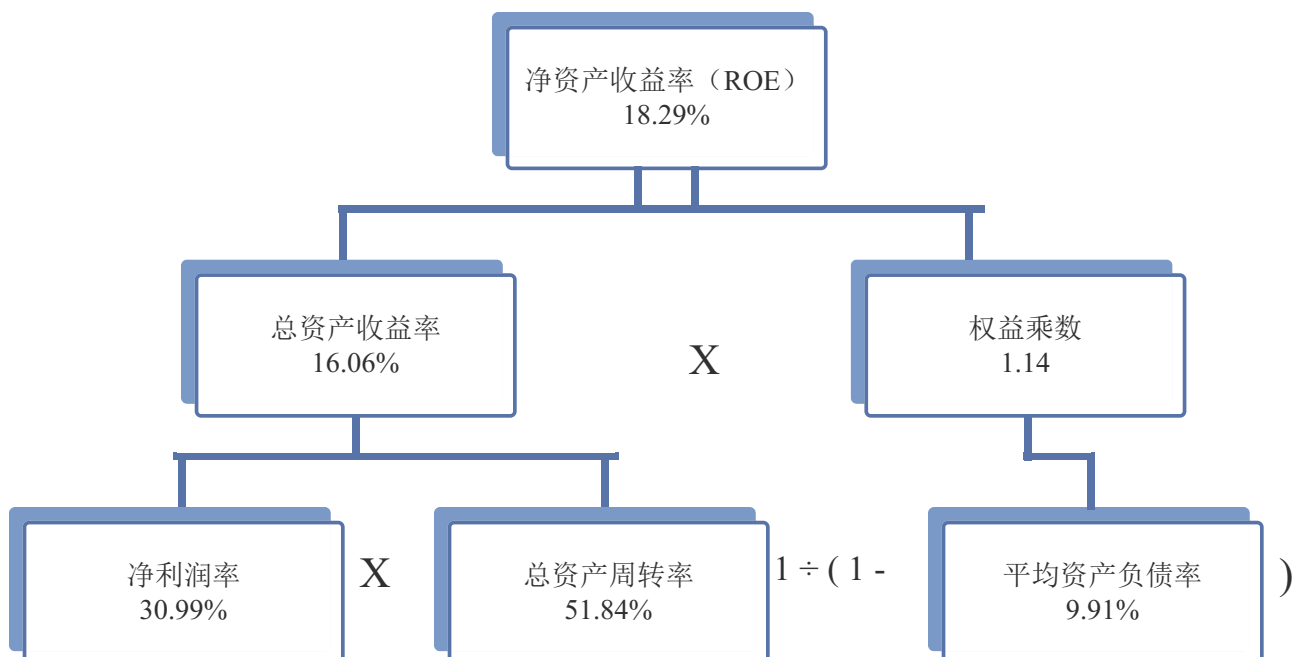 净资产收益率（ROE）
18.29%
总资产收益率
16.06%
X
权益乘数
1.14
净利润率
30.99%
X
总资产周转率
51.84%
1 ÷ ( 1 -
平均资产负债率
9.91%
)